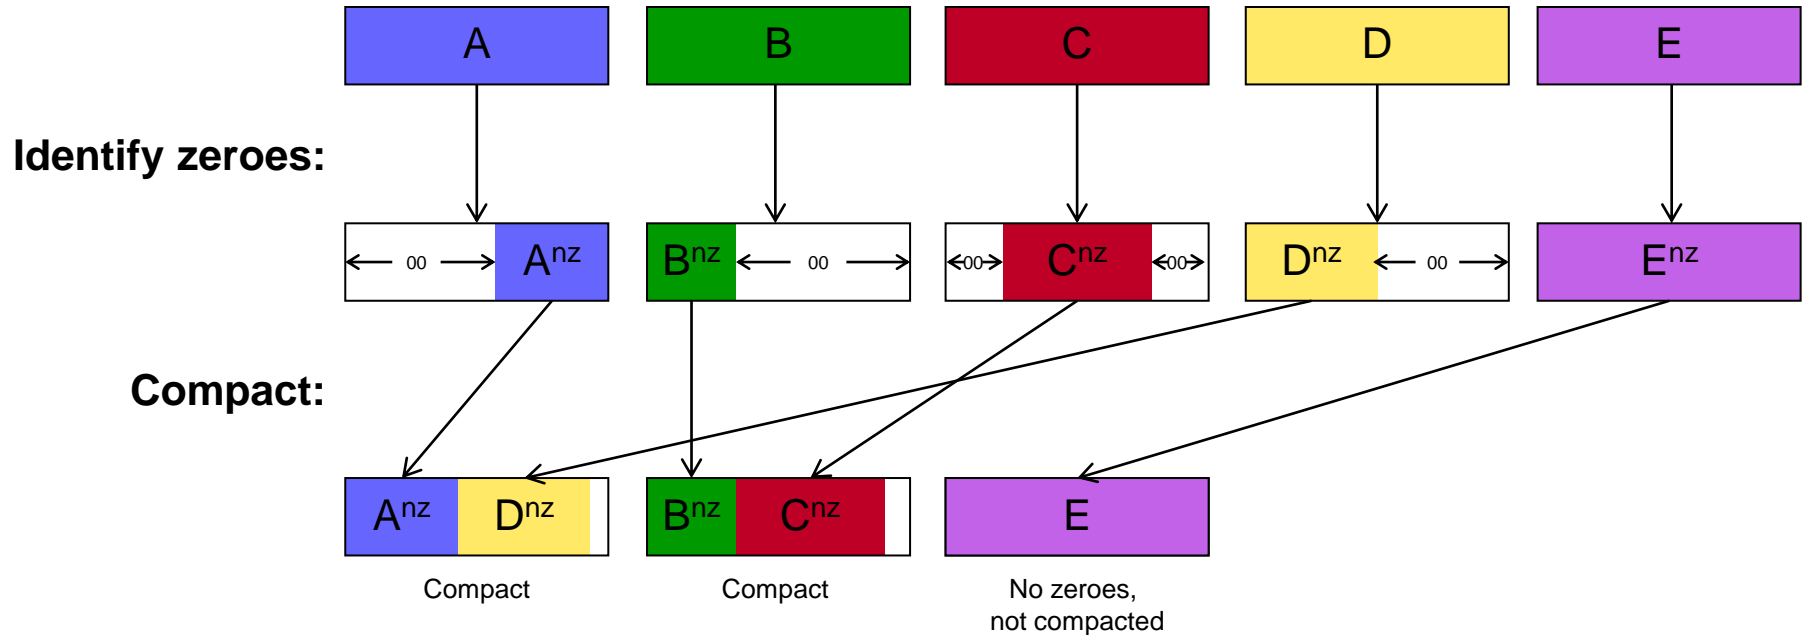 A B C D E
Identify zeroes:
00 Anz Bnz 00 00 Cnz 00 Dnz 00 Enz
Compact:
Anz Dnz Bnz Cnz E
Compact Compact No zeroes,
not compacted